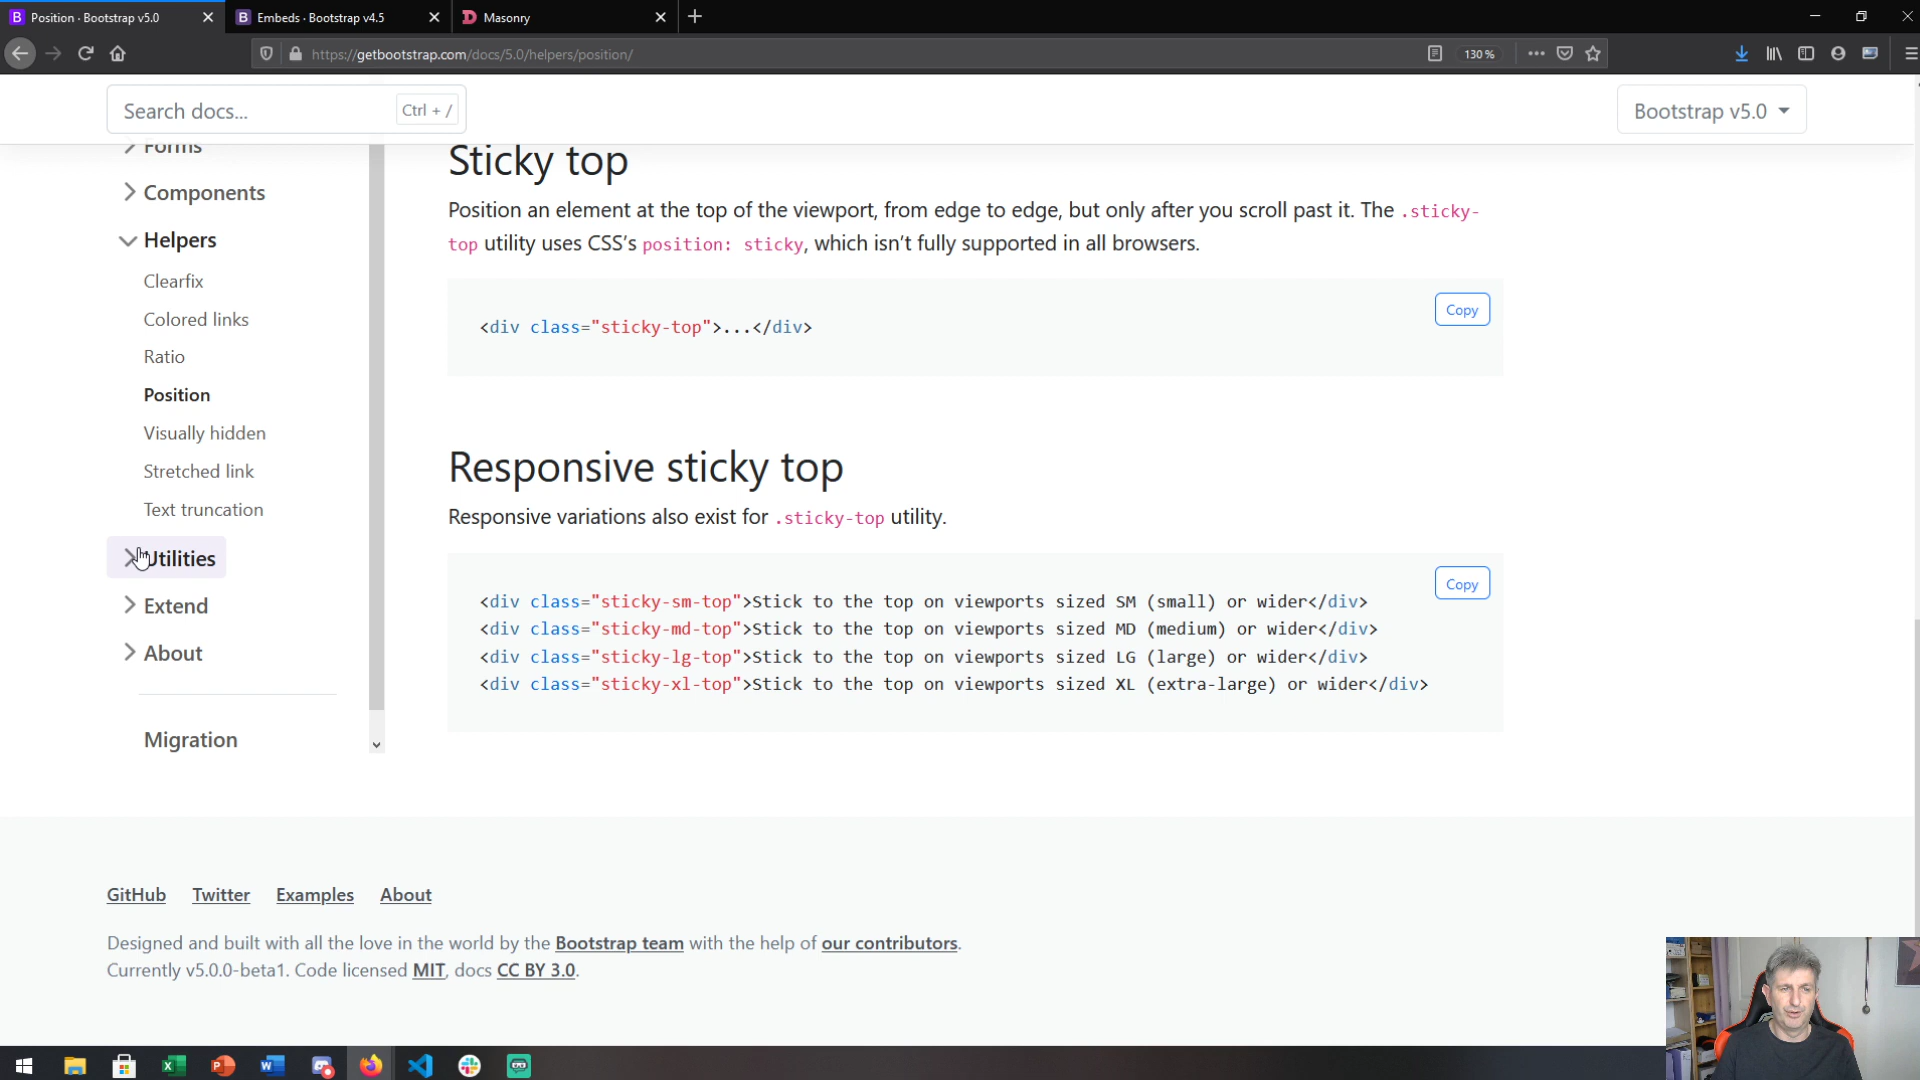 Position · Bootstrap v5.0
Embeds · Bootstrap v4.5
Masonry
https://getbootstrap.com/docs/5.0/helpers/position/
130%
Search docs...
Ctrl + /
Bootstrap v5.0
Forms
Components
Helpers
Clearfix
Colored links
Ratio
Position
Visually hidden
Stretched link
Text truncation
Utilities
Extend
About
Migration
Sticky top
Position an element at the top of the viewport, from edge to edge, but only after you scroll past it. The .sticky-
top utility uses CSS's position: sticky, which isn't fully supported in all browsers.
Copy
<div class="sticky-top">...</div>
Responsive sticky top
Responsive variations also exist for .sticky-top utility.
Copy
<div class="sticky-sm-top">Stick to the top on viewports sized SM (small) or wider</div>
<div class="sticky-md-top">Stick to the top on viewports sized MD (medium) or wider</div>
<div class="sticky-lg-top">Stick to the top on viewports sized LG (large) or wider</div>
<div class="sticky-xl-top">Stick to the top on viewports sized XL (extra-large) or wider</div>
GitHub Twitter Examples About
Designed and built with all the love in the world by the Bootstrap team with the help of our contributors.
Currently v5.0.0-beta1. Code licensed MIT, docs CC BY 3.0.